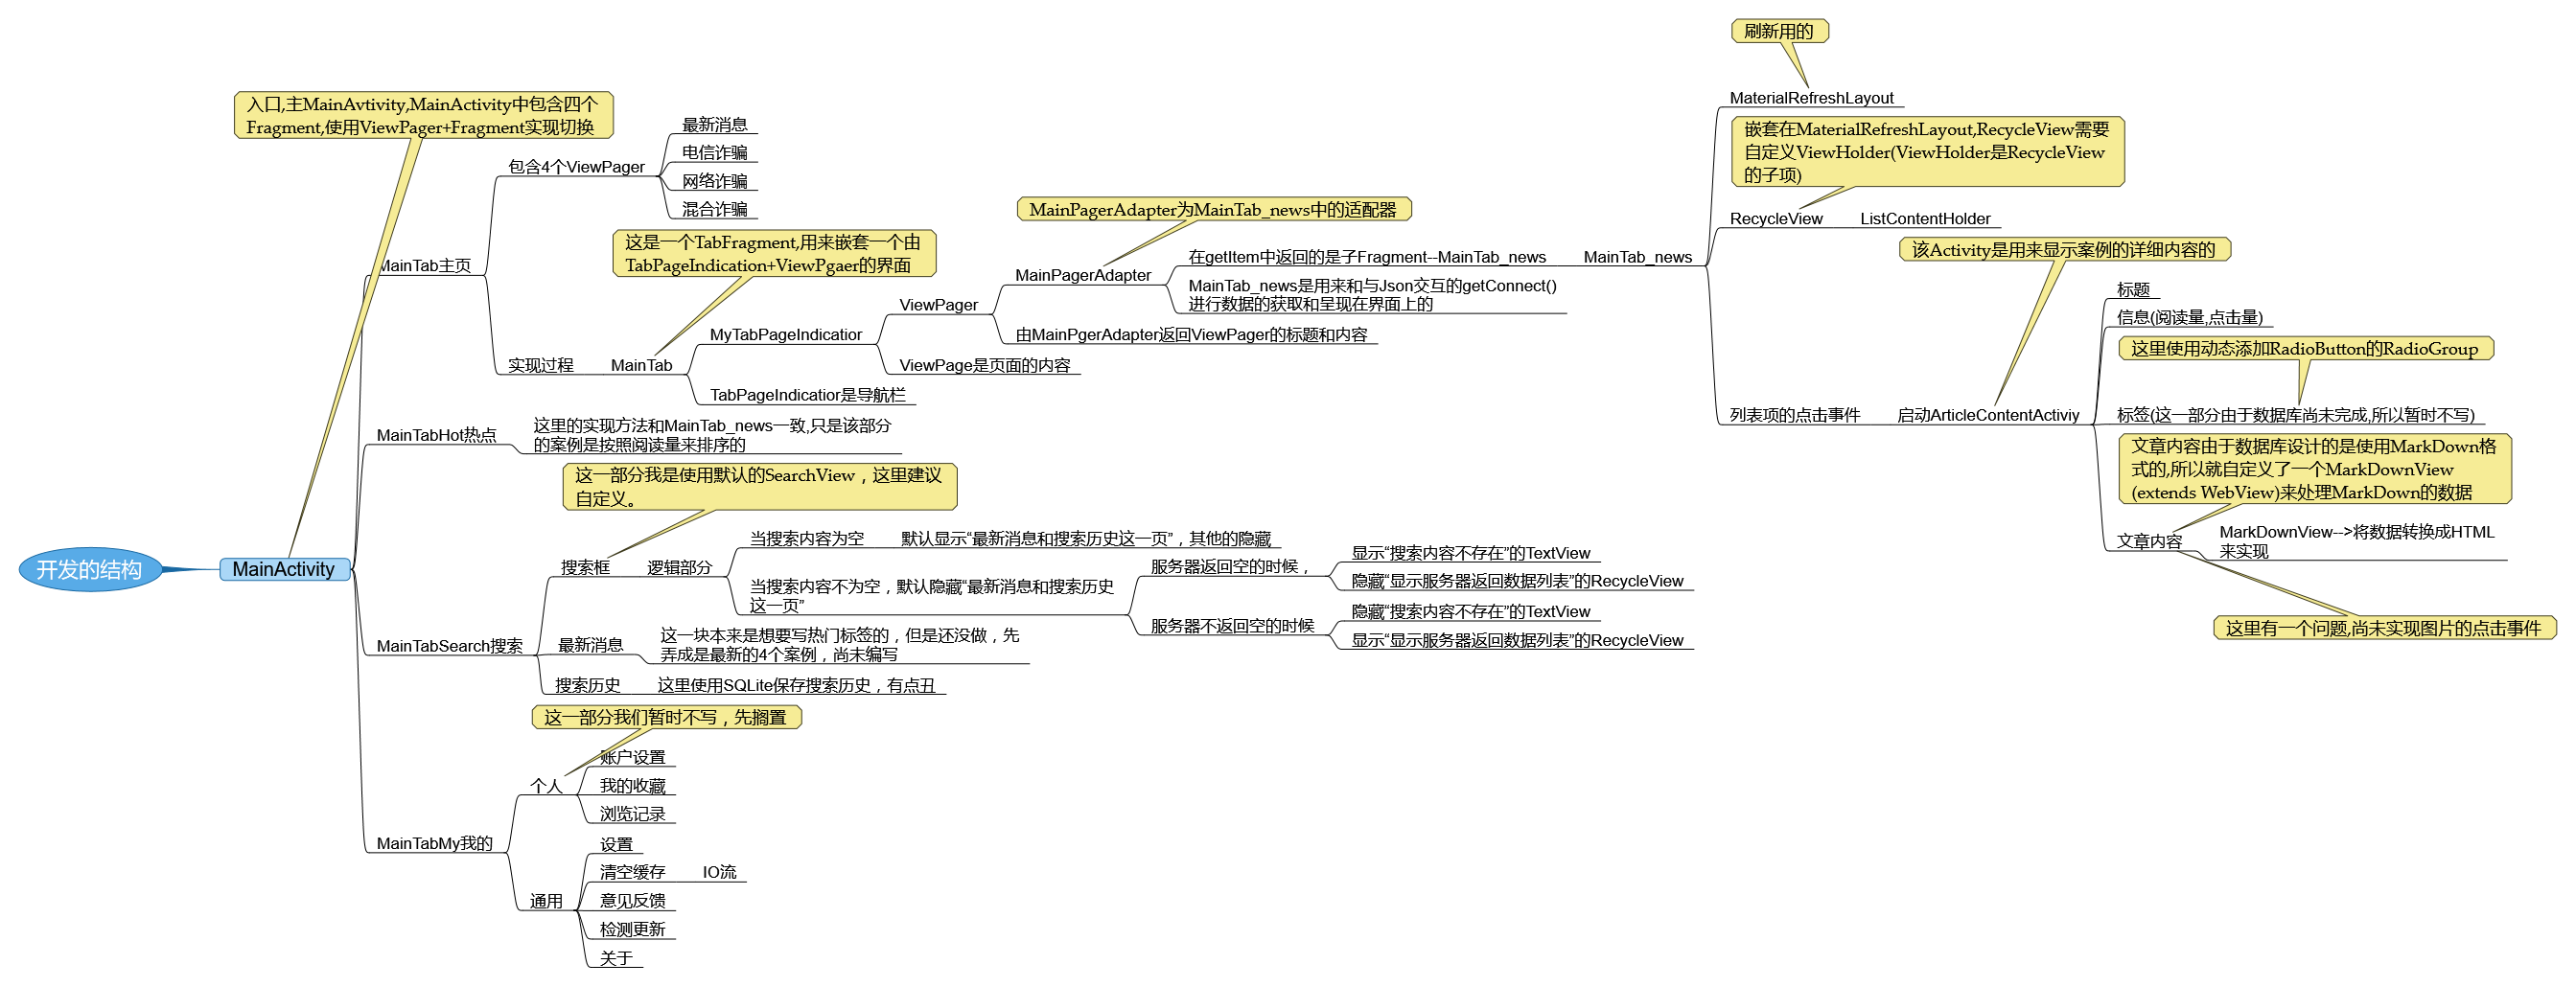 开发的结构
MainActivity
入口,主MainAvtivity,MainActivity中包含四个
Fragment,使用ViewPager+Fragment实现切换
MainTab主页
包含4个ViewPager
最新消息
电信诈骗
网络诈骗
混合诈骗
实现过程
MainTab
这是一个TabFragment,用来嵌套一个由
TabPageIndication+ViewPgaer的界面
MyTabPageIndicatior
ViewPager
MainPagerAdapter
MainPagerAdapter为MainTab_news中的适配器
在getItem中返回的是子Fragment--MainTab_news
MainTab_news
刷新用的
MaterialRefreshLayout
嵌套在MaterialRefreshLayout,RecycleView需要
自定义ViewHolder(ViewHolder是RecycleView
的子项)
RecycleView
ListContentHolder
列表项的点击事件
该Activity是用来显示案例的详细内容的
启动ArticleContentActiviy
标题
信息(阅读量,点击量)
这里使用动态添加RadioButton的RadioGroup
标签(这一部分由于数据库尚未完成,所以暂时不写)
文章内容由于数据库设计的是使用MarkDown格
式的,所以就自定义了一个MarkDownView
(extends WebView)来处理MarkDown的数据
文章内容
MarkDownView-->将数据转换成HTML
来实现
这里有一个问题,尚未实现图片的点击事件
MainTab_news是用来和与Json交互的getConnect()
进行数据的获取和呈现在界面上的
由MainPgerAdapter返回ViewPager的标题和内容
ViewPage是页面的内容
TabPageIndicatior是导航栏
MainTabHot热点
这里的实现方法和MainTab_news一致,只是该部分
的案例是按照阅读量来排序的
MainTabSearch搜索
这一部分我是使用默认的SearchView，这里建议
自定义。
搜索框
逻辑部分
当搜索内容为空
默认显示“最新消息和搜索历史这一页”，其他的隐藏
当搜索内容不为空，默认隐藏“最新消息和搜索历史
这一页”
服务器返回空的时候，
显示“搜索内容不存在”的TextView
隐藏“显示服务器返回数据列表”的RecycleView
服务器不返回空的时候
隐藏“搜索内容不存在”的TextView
显示“显示服务器返回数据列表”的RecycleView
最新消息
这一块本来是想要写热门标签的，但是还没做，先
弄成是最新的4个案例，尚未编写
搜索历史
这里使用SQLite保存搜索历史，有点丑
MainTabMy我的
这一部分我们暂时不写，先搁置
个人
账户设置
我的收藏
浏览记录
通用
设置
清空缓存
IO流
意见反馈
检测更新
关于